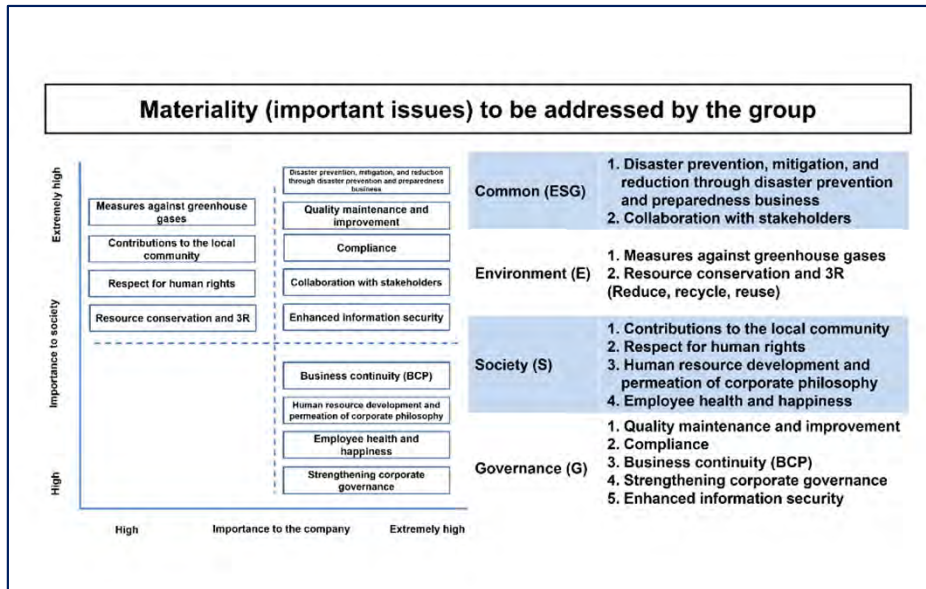 Materiality (important issues) to be addressed by the group
Extremely high
Importance to society
High
Measures against greenhouse
gases
Contributions to the local
community
Respect for human rights
Resource conservation and 3R
Disaster prevention, mitigation, and reduction
through disaster prevention and preparedness
business
Quality maintenance and
improvement
Compliance
Collaboration with stakeholders
Enhanced information security
Business continuity (BCP)
Human resource development and
permeation of corporate philosophy
Employee health and
happiness
Strengthening corporate
governance
High
Importance to the company
Extremely high
Common (ESG)
1. Disaster prevention, mitigation, and
reduction through disaster prevention
and preparedness business
2. Collaboration with stakeholders
Environment (E)
1. Measures against greenhouse gases
2. Resource conservation and 3R
(Reduce, recycle, reuse)
Society (S)
1. Contributions to the local community
2. Respect for human rights
3. Human resource development and
permeation of corporate philosophy
4. Employee health and happiness
Governance (G)
1. Quality maintenance and improvement
2. Compliance
3. Business continuity (BCP)
4. Strengthening corporate governance
5. Enhanced information security